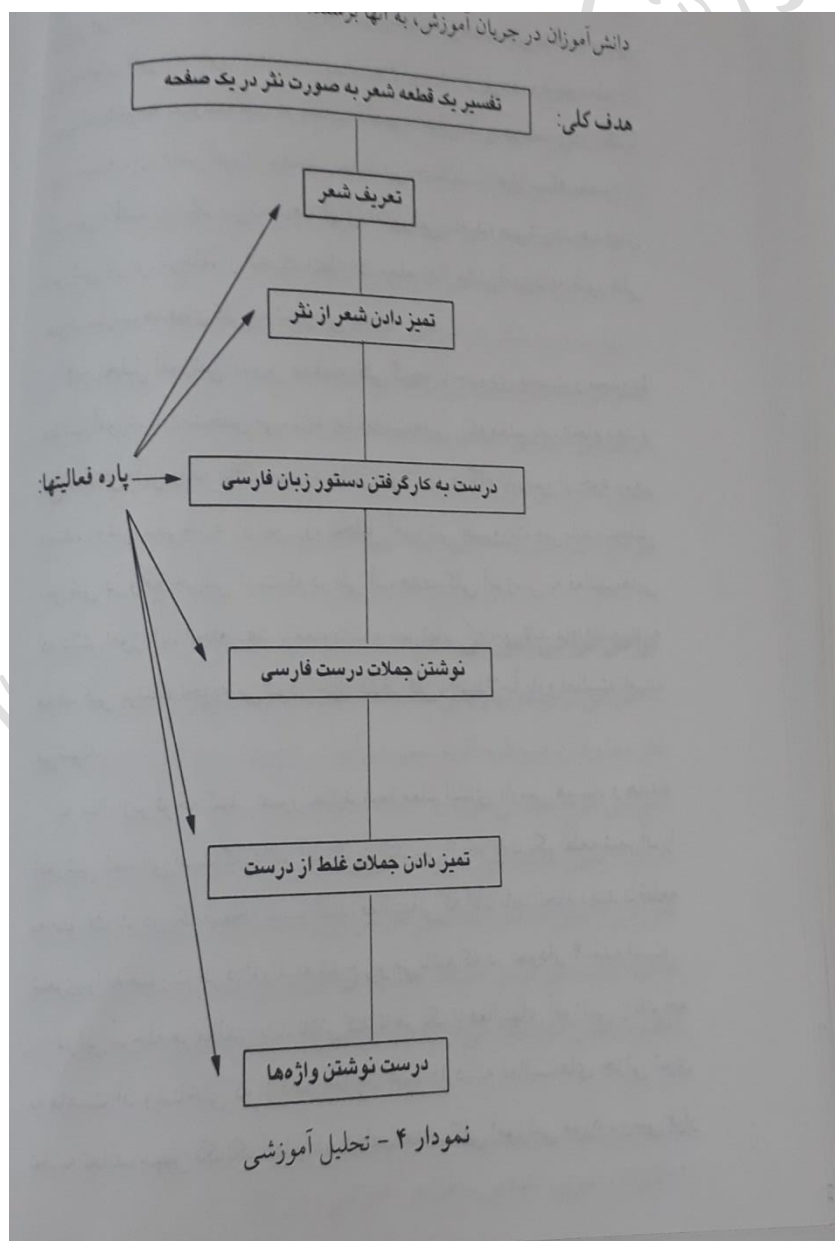 دانش‌آموزان در جریان آموزش، به آنها
هدف کلی:
تفسیر یک قطعه شعر به صورت نثر در یک صفحه
تعریف شعر
تمیز دادن شعر از نثر
پاره فعالیتها:
درست به کارگرفتن دستور زبان فارسی
نوشتن جملات درست فارسی
تمیز دادن جملات غلط از درست
درست نوشتن واژه‌ها
نمودار ۴ - تحلیل آموزشی